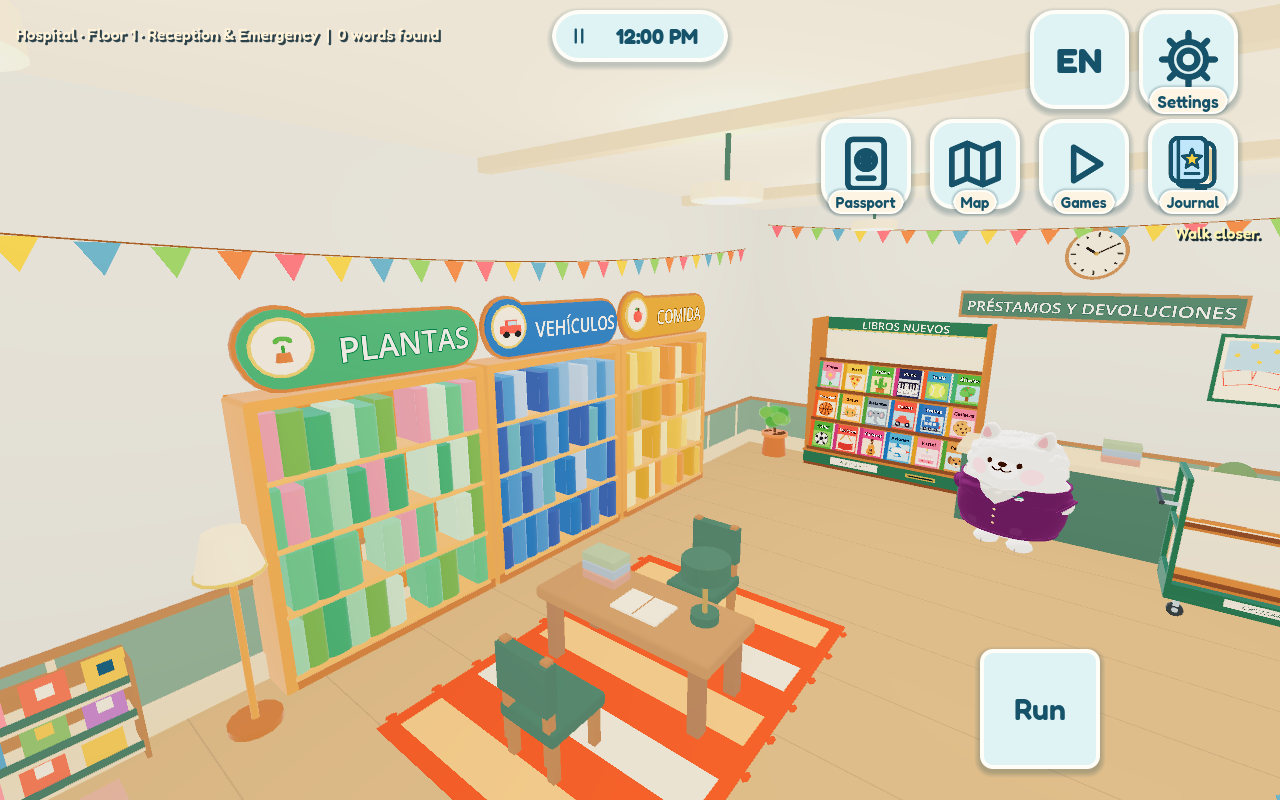 Hospital · Floor 1 · Reception & Emergency | 0 words found
12:00 PM
EN
Settings
Passport
Map
Games
Journal
Walk closer.
PLANTAS
VEHÍCULOS
COMIDA
LIBROS NUEVOS
PRÉSTAMOS Y DEVOLUCIONES
Run